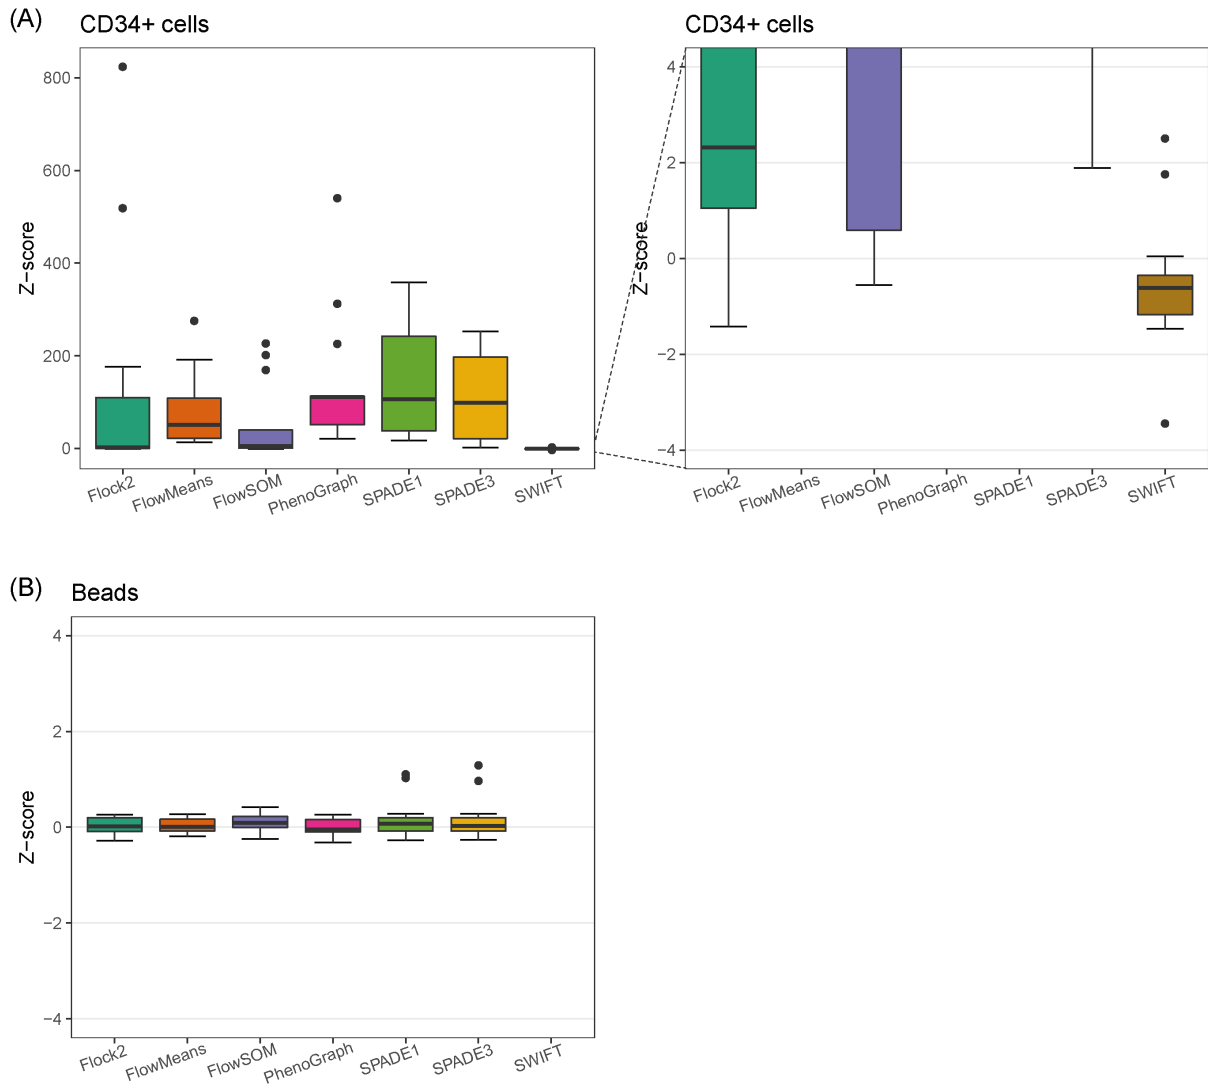 (A)
CD34+ cells
Z−score
800
600
400
200
0
Flock2
FlowMeans
FlowSOM
PhenoGraph
SPADE1
SPADE3
SWIFT
CD34+ cells
Z−score
4
2
0
−2
−4
Flock2
FlowMeans
FlowSOM
PhenoGraph
SPADE1
SPADE3
SWIFT
(B)
Beads
Z−score
4
2
0
−2
−4
Flock2
FlowMeans
FlowSOM
PhenoGraph
SPADE1
SPADE3
SWIFT